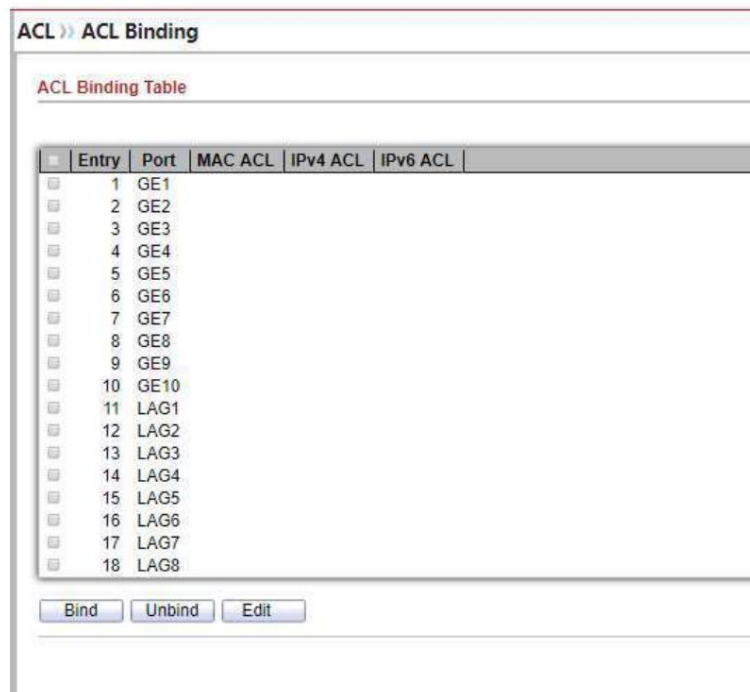 ACL » ACL Binding
ACL Binding Table
Entry Port MAC ACL IPv4 ACL IPv6 ACL
1 GE1
2 GE2
3 GE3
4 GE4
5 GE5
6 GE6
7 GE7
8 GE8
9 GE9
10 GE10
11 LAG1
12 LAG2
13 LAG3
14 LAG4
15 LAG5
16 LAG6
17 LAG7
18 LAG8
Bind Unbind Edit